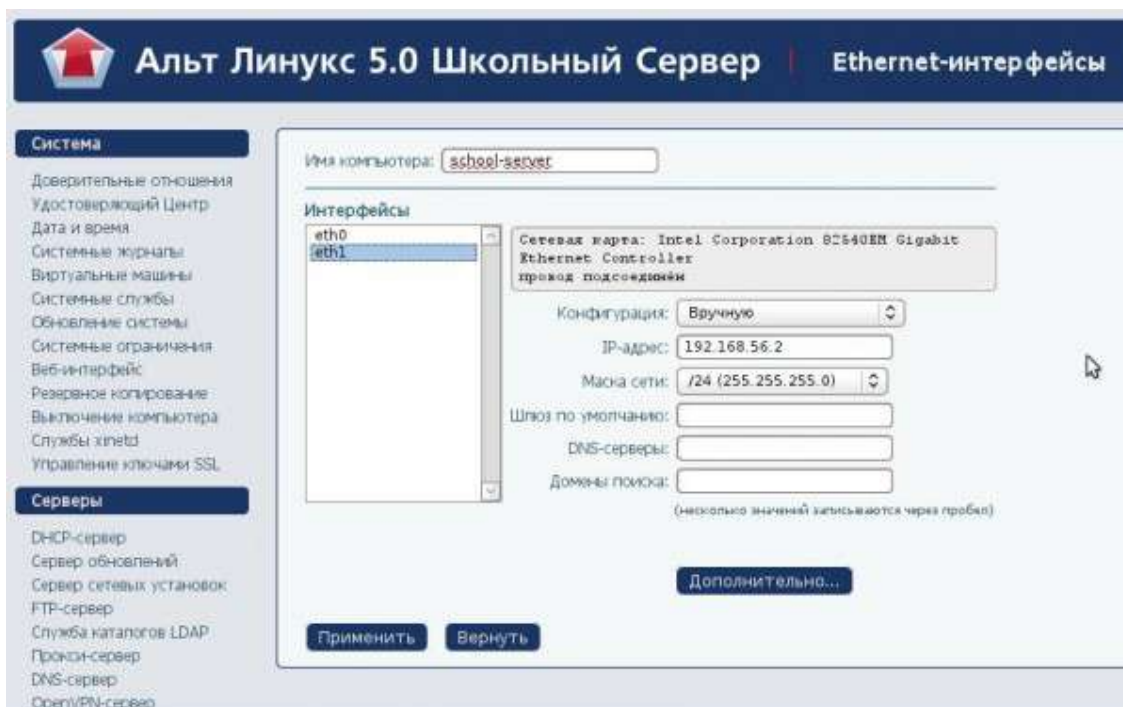 Альт Линукс 5.0 Школьный Сервер
Ethernet-интерфейсы
Система
Доверительные отношения
Удостоверяющий Центр
Дата и время
Системные журналы
Виртуальные машины
Системные службы
Обновление системы
Системные ограничения
Веб-интерфейс
Резервное копирование
Выключение компьютера
Службы xinetd
Управление ключами SSL
Серверы
DHCP-сервер
Сервер обновлений
Сервер сетевых установок
FTP-сервер
Служба каталогов LDAP
Прокси-сервер
DNS-сервер
OpenVPN-сервер
Имя компьютера: school-server
Интерфейсы
eth0
eth1
Сетевая карта: Intel Corporation 82540EM Gigabit
Ethernet Controller
провод подсоединён
Конфигурация: Вручную
IP-адрес: 192.168.56.2
Маска сети: /24 (255.255.255.0)
Шлюз по умолчанию:
DNS-серверы:
Домены поиска:
(несколько значений записываются через пробел)
Дополнительно...
Применить Вернуть